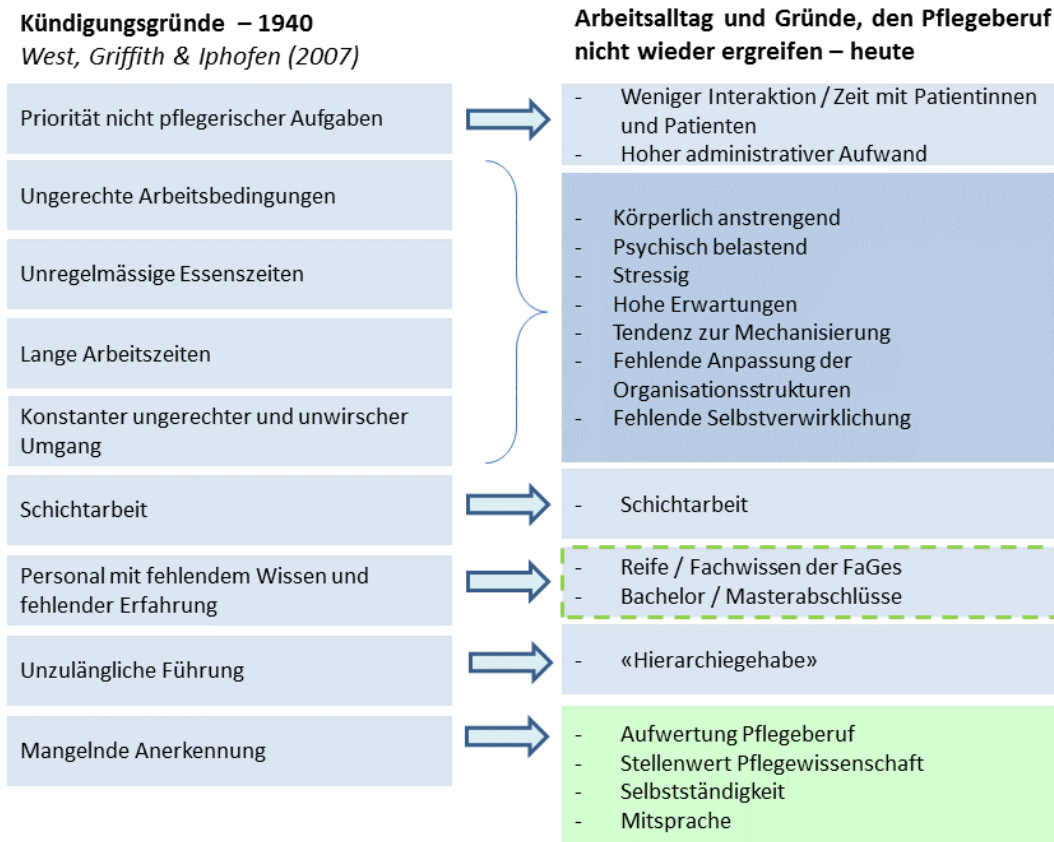 Kündigungsgründe – 1940
West, Griffith & Iphofen (2007)
Priorität nicht pflegerischer Aufgaben
Ungerechte Arbeitsbedingungen
Unregelmässige Essenszeiten
Lange Arbeitszeiten
Konstanter ungerechter und unwirscher
Umgang
Schichtarbeit
Personal mit fehlendem Wissen und
fehlender Erfahrung
Unzulängliche Führung
Mangelnde Anerkennung
Arbeitsalltag und Gründe, den Pflegeberuf
nicht wieder ergreifen – heute
- Weniger Interaktion / Zeit mit Patientinnen
und Patienten
- Hoher administrativer Aufwand
- Körperlich anstrengend
- Psychisch belastend
- Stressig
- Hohe Erwartungen
- Tendenz zur Mechanisierung
- Fehlende Anpassung der
Organisationsstrukturen
- Fehlende Selbstverwirklichung
- Schichtarbeit
- Reife / Fachwissen der FaGes
- Bachelor / Masterabschlüsse
- «Hierarchiegehabe»
- Aufwertung Pflegeberuf
- Stellenwert Pflegewissenschaft
- Selbstständigkeit
- Mitsprache